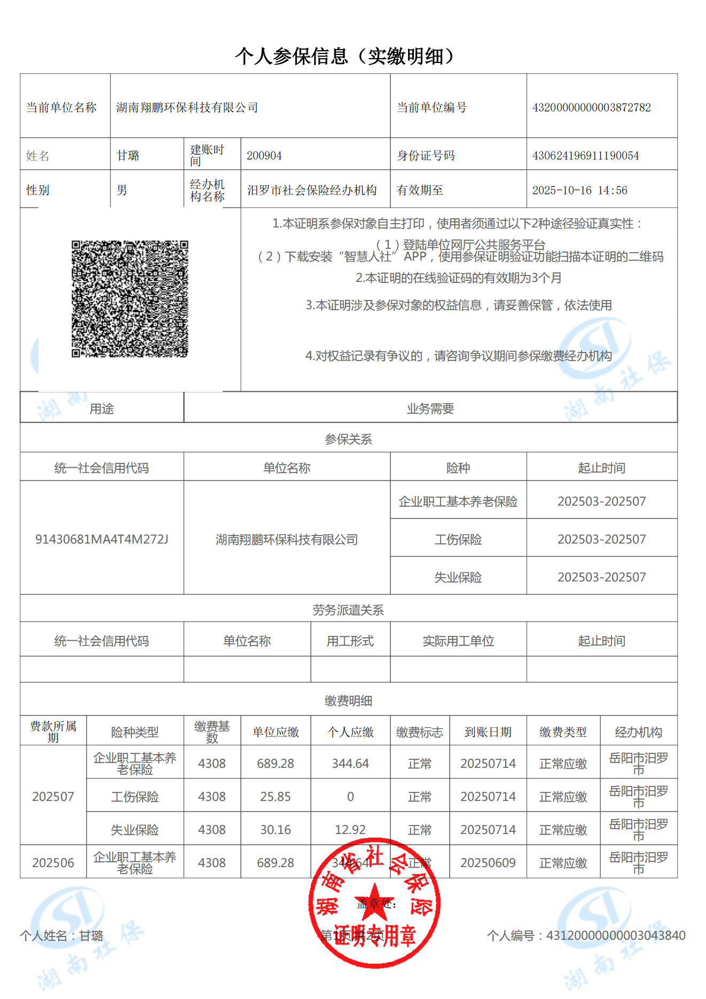 个人参保信息（实缴明细）
当前单位名称 湖南翔鹏环保科技有限公司 当前单位编号 43200000000003872782
姓名 甘璐 建账时间 200904 身份证号码 430624196911190054
性别 男 经办机构名称 汨罗市社会保险经办机构 有效期至 2025-10-16 14:56
1.本证明系参保对象自主打印，使用者须通过以下2种途径验证真实性：
（1）登陆单位网厅公共服务平台
（2）下载安装“智慧人社”APP，使用参保证明验证功能扫描本证明的二维码
2.本证明的在线验证码的有效期为3个月
3.本证明涉及参保对象的权益信息，请妥善保管，依法使用
4.对权益记录有争议的，请咨询争议期间参保缴费经办机构
用途 业务需要
参保关系
统一社会信用代码 单位名称 险种 起止时间
91430681MA4T4M272J 湖南翔鹏环保科技有限公司 企业职工基本养老保险 202503-202507
工伤保险 202503-202507
失业保险 202503-202507
劳务派遣关系
统一社会信用代码 单位名称 用工形式 实际用工单位 起止时间
缴费明细
费款所属期 险种类型 缴费基数 单位应缴 个人应缴 缴费标志 到账日期 缴费类型 经办机构
202507 企业职工基本养老保险 4308 689.28 344.64 正常 20250714 正常应缴 岳阳市汨罗市
工伤保险 4308 25.85 0 正常 20250714 正常应缴 岳阳市汨罗市
失业保险 4308 30.16 12.92 正常 20250714 正常应缴 岳阳市汨罗市
202506 企业职工基本养老保险 4308 689.28 344.64 正常 20250609 正常应缴 岳阳市汨罗市
湖南省社会保险
盖章处：
证明专用章
个人姓名：甘璐 第1页,共2页 个人编号：43120000000003043840
湖南社保
湖南社保
湖南社保